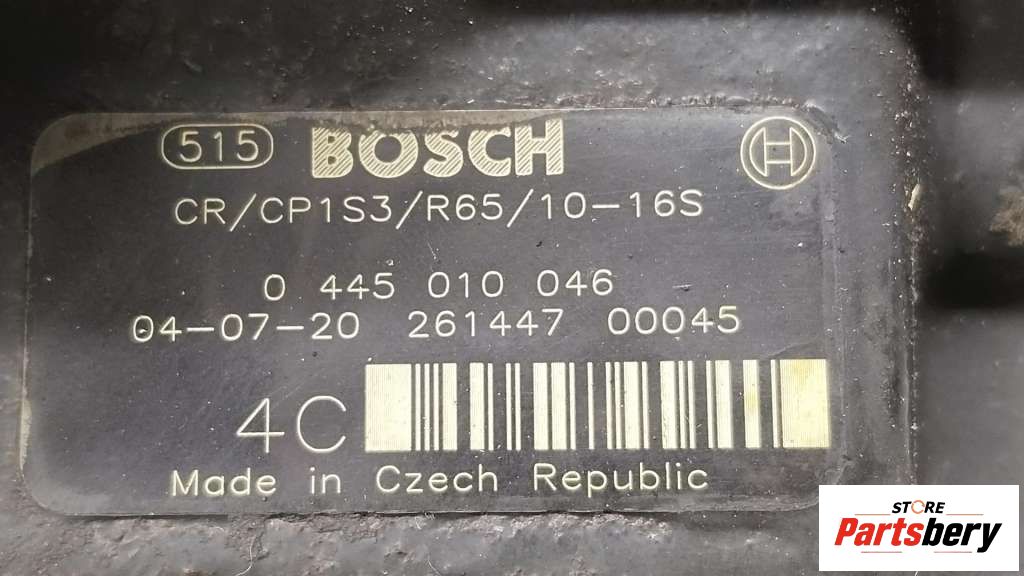 515 BOSCH H
CR/CP1S3/R65/10-16S
0 445 010 046
04-07-20 261447 00045
4C
Made in Czech Republic
STORE
Partsbery